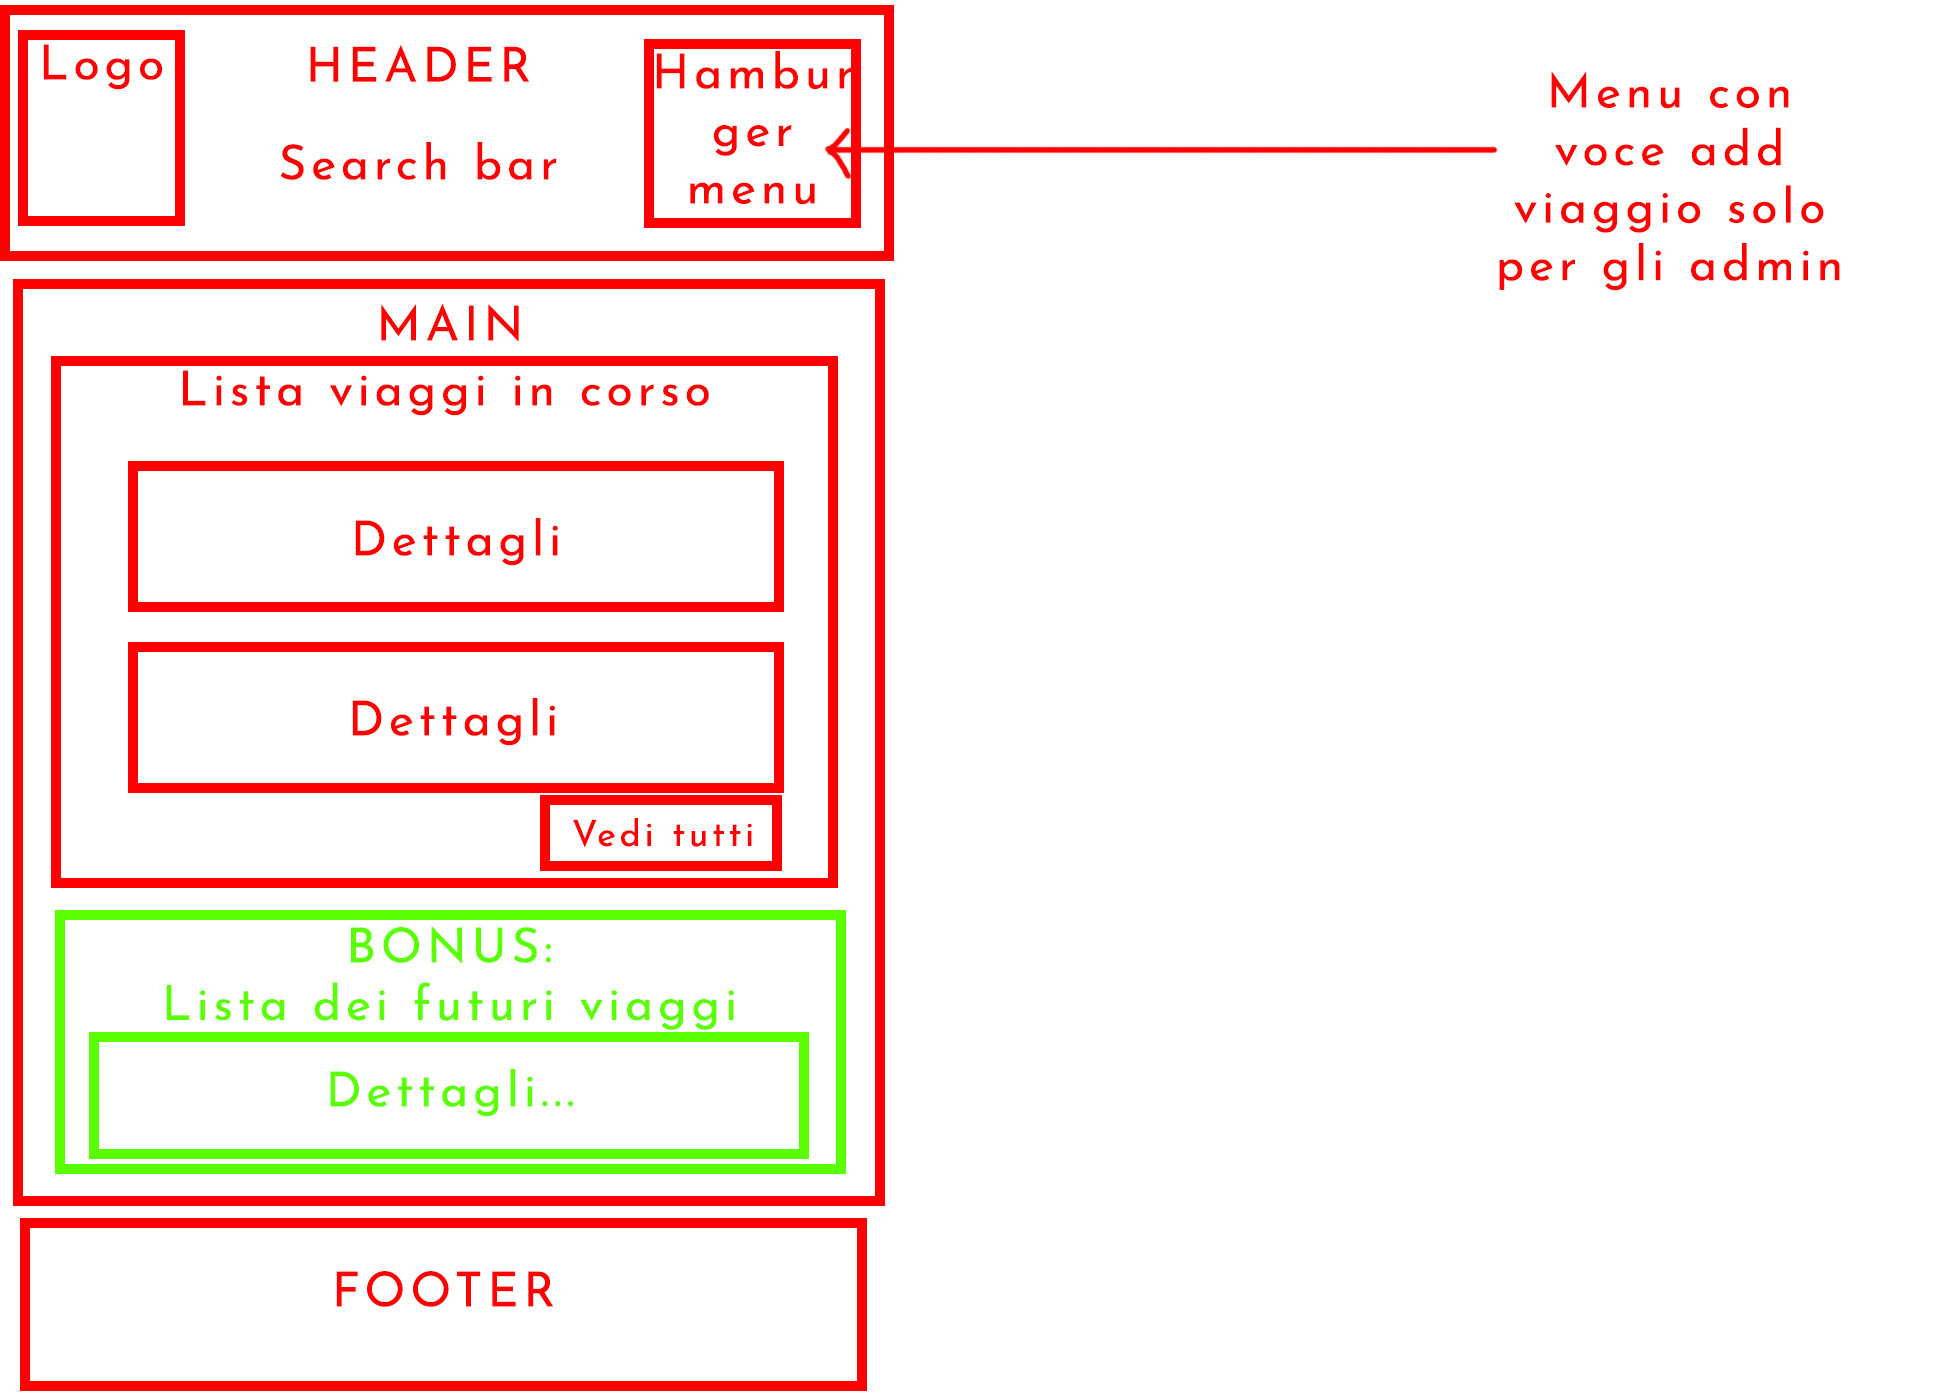 Logo
HEADER
Search bar
Hambur
ger
menu
Menu con
voce add
viaggio solo
per gli admin
MAIN
Lista viaggi in corso
Dettagli
Dettagli
Vedi tutti
BONUS:
Lista dei futuri viaggi
Dettagli...
FOOTER